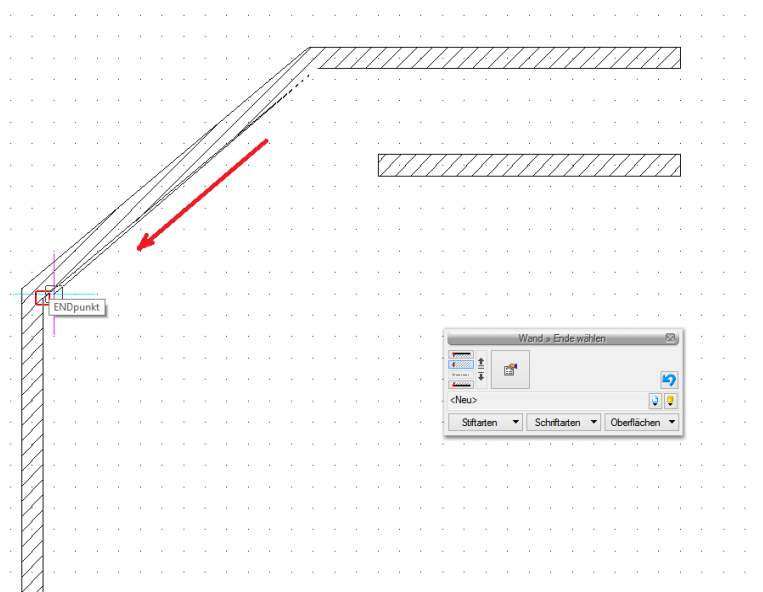 ENDpunkt
Wand » Ende wählen
<Neu>
Stiftarten Schriftarten Oberflächen